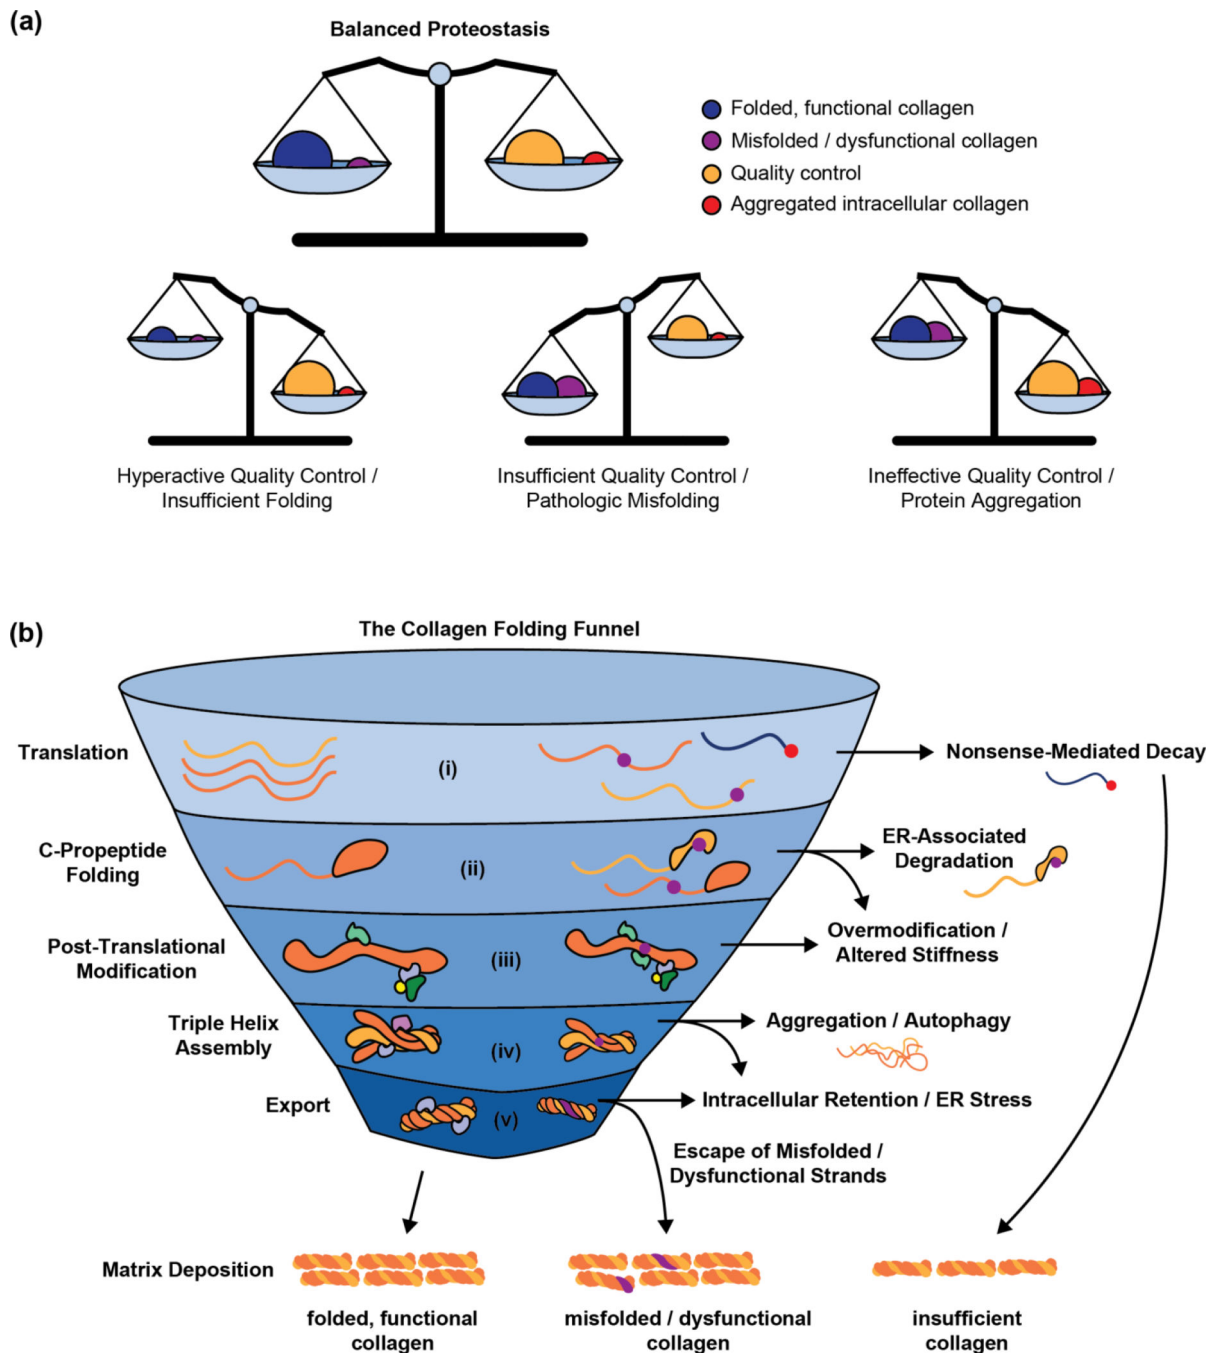 (a)
Balanced Proteostasis
Folded, functional collagen
Misfolded / dysfunctional collagen
Quality control
Aggregated intracellular collagen
Hyperactive Quality Control /
Insufficient Folding
Insufficient Quality Control /
Pathologic Misfolding
Ineffective Quality Control /
Protein Aggregation
(b)
The Collagen Folding Funnel
Translation
(i)
Nonsense-Mediated Decay
C-Propeptide
Folding
(ii)
ER-Associated
Degradation
Post-Translational
Modification
(iii)
Overmodification /
Altered Stiffness
Triple Helix
Assembly
(iv)
Aggregation / Autophagy
Export
(v)
Intracellular Retention / ER Stress
Escape of Misfolded /
Dysfunctional Strands
Matrix Deposition
folded, functional
collagen
misfolded / dysfunctional
collagen
insufficient
collagen